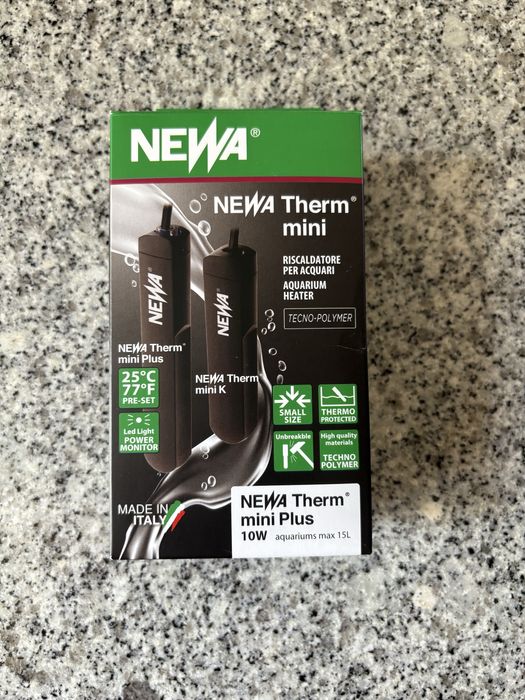 NEWA®
NEWA Therm®
mini
RISCALDATORE
PER ACQUARI
AQUARIUM
HEATER
TECNO-POLYMER
NEWA®
NEWA®
NEWA Therm®
mini Plus
NEWA Therm
mini K
25°C
77°F
PRE-SET
Led Light
POWER
MONITOR
SMALL
SIZE
THERMO
PROTECTED
Unbreakble
High quality
materials
TECHNO
POLYMER
MADE IN
ITALY
NEWA Therm®
mini Plus
10W aquariums max 15L